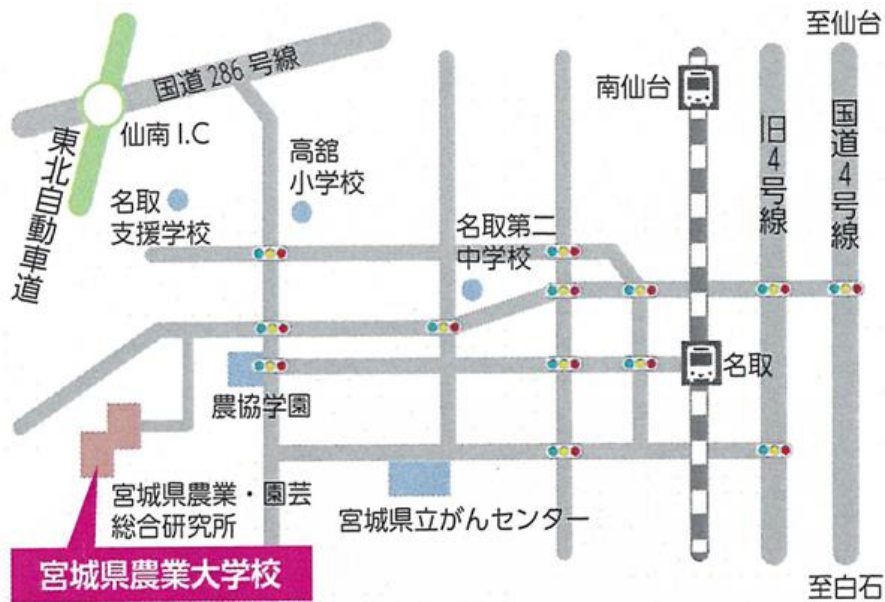 至仙台
国道286号線
南仙台
仙南 I.C
東北自動車道
旧4号線
国道4号線
高舘
小学校
名取
支援学校
名取第二
中学校
名取
農協学園
宮城県農業・園芸
総合研究所
宮城県立がんセンター
宮城県農業大学校
至白石